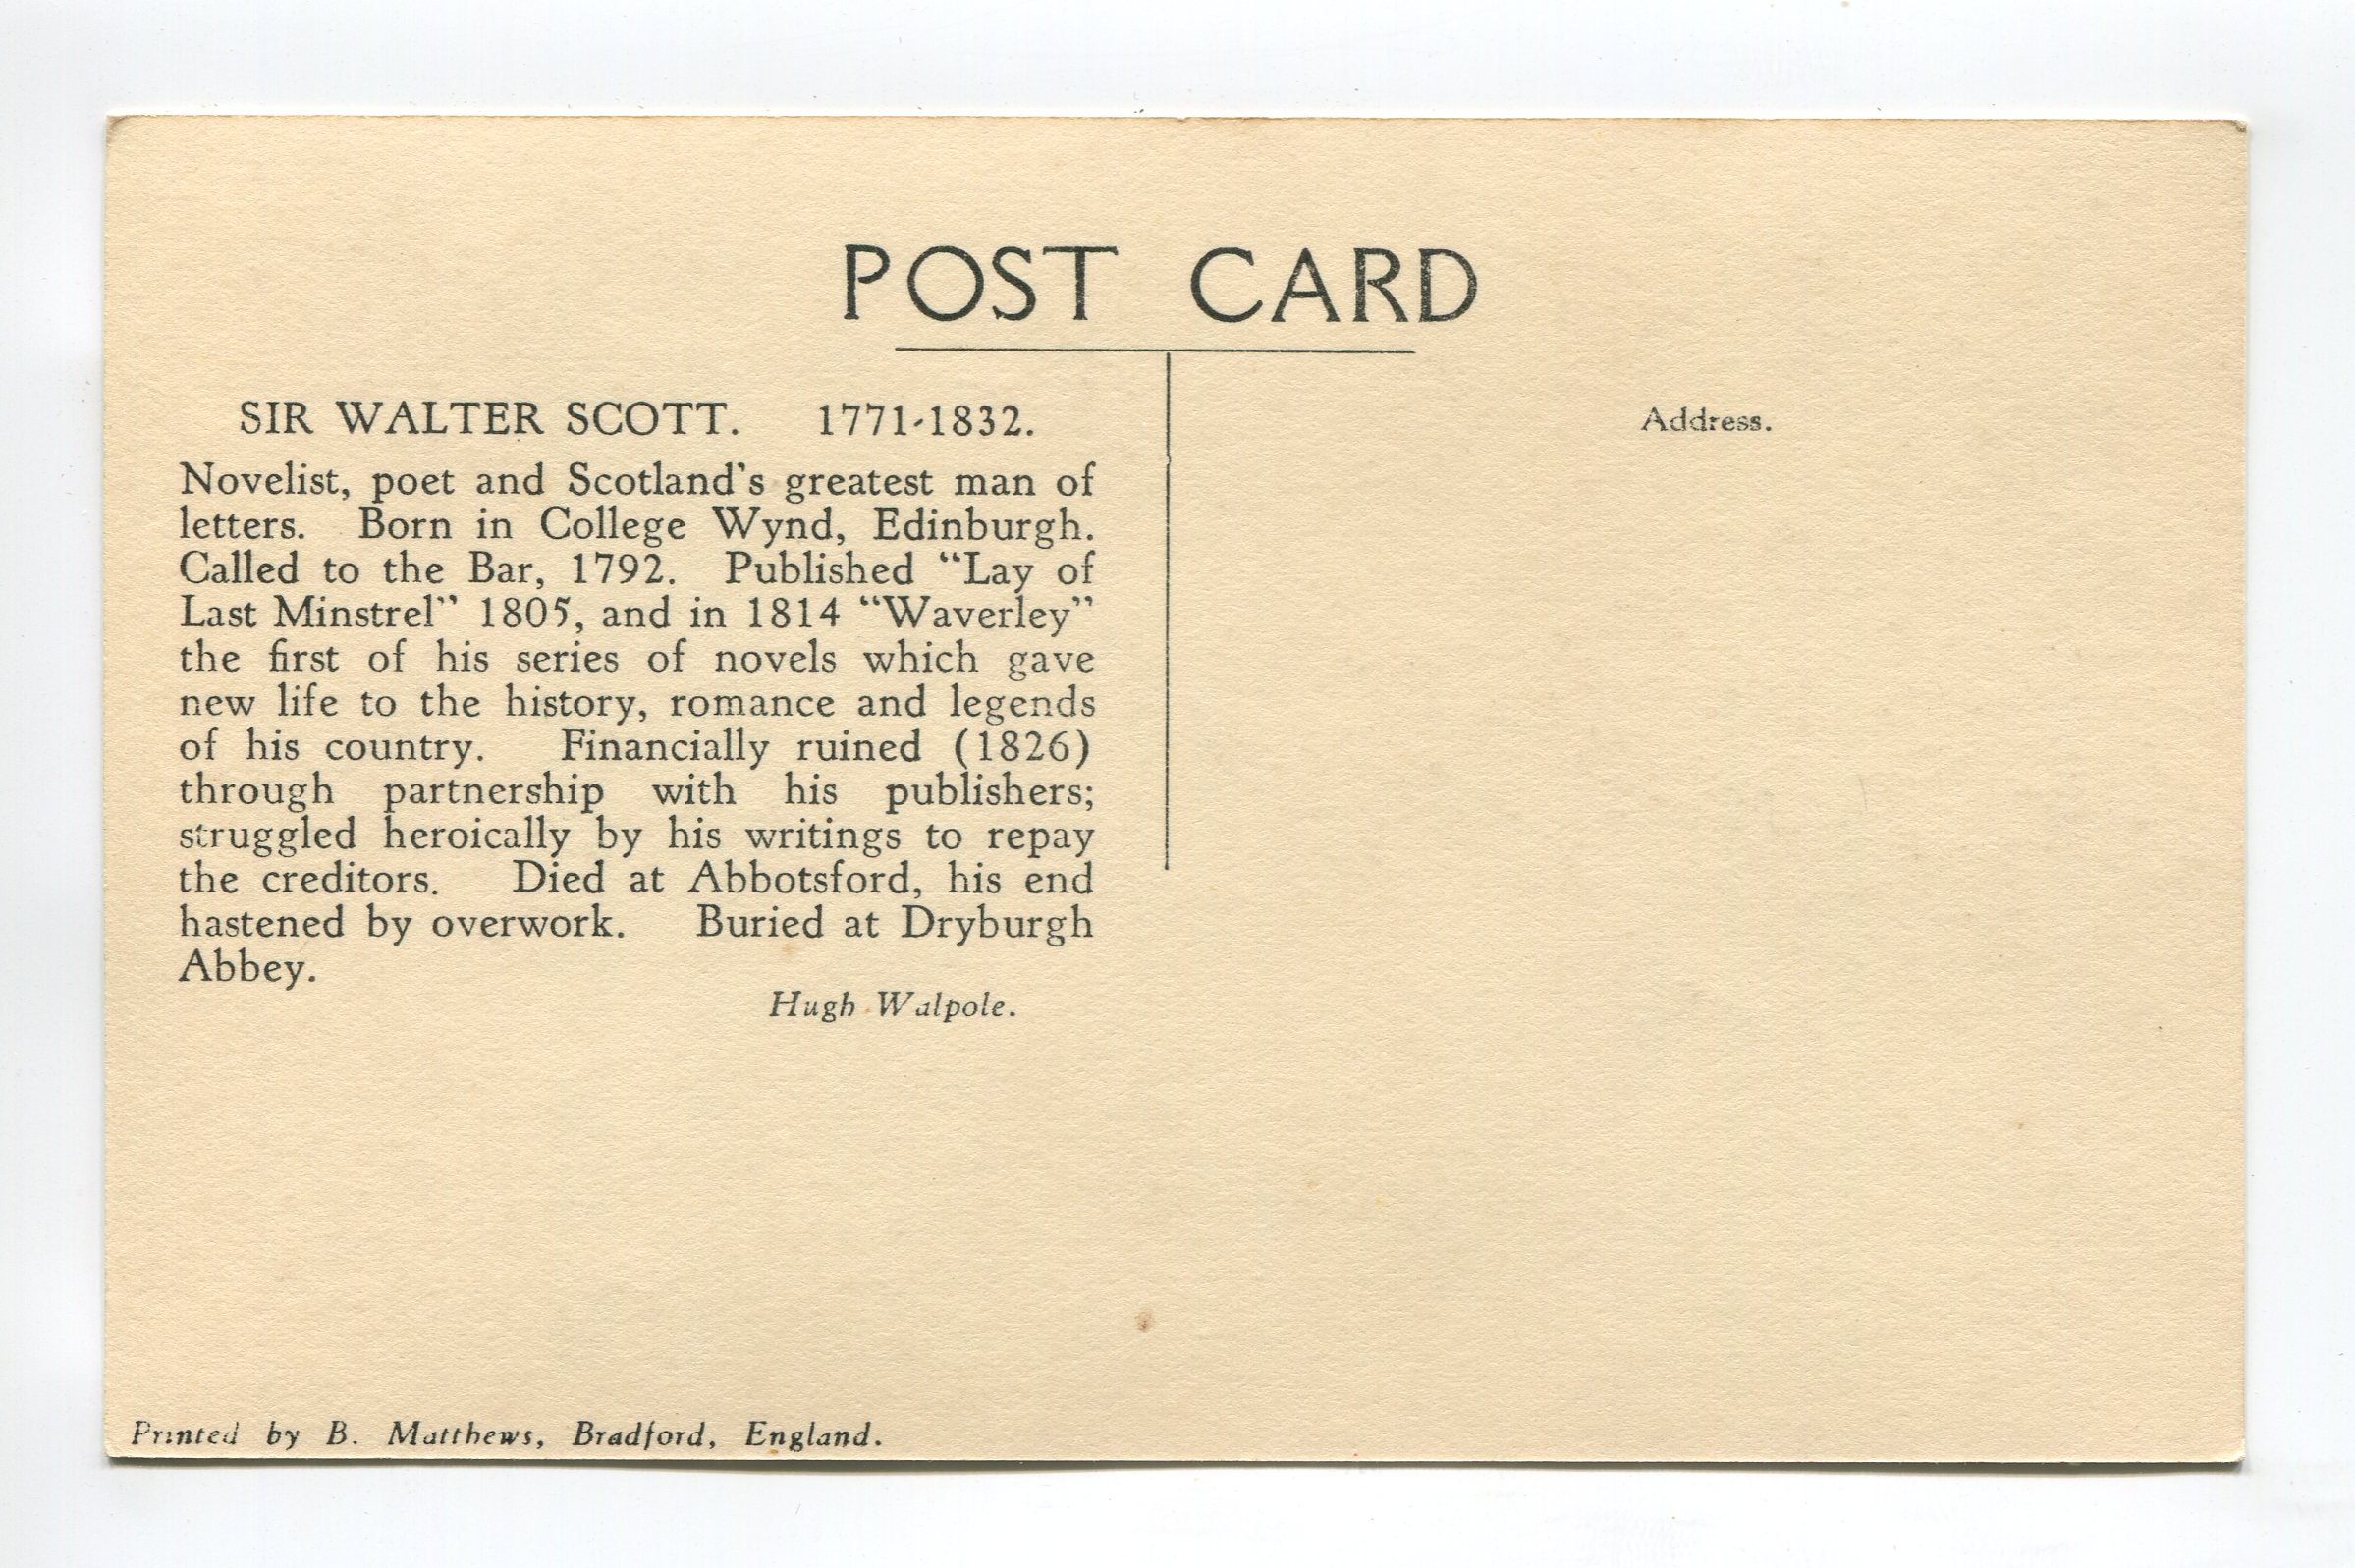 POST CARD
SIR WALTER SCOTT. 1771-1832.
Novelist, poet and Scotland's greatest man of
letters. Born in College Wynd, Edinburgh.
Called to the Bar, 1792. Published "Lay of
Last Minstrel" 1805, and in 1814 "Waverley"
the first of his series of novels which gave
new life to the history, romance and legends
of his country. Financially ruined (1826)
through partnership with his publishers;
struggled heroically by his writings to repay
the creditors. Died at Abbotsford, his end
hastened by overwork. Buried at Dryburgh
Abbey.
Hugh Walpole.
Address.
Printed by B. Matthews, Bradford, England.